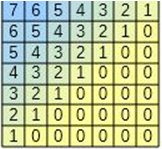 7 6 5 4 3 2 1
6 5 4 3 2 1 0
5 4 3 2 1 0 0
4 3 2 1 0 0 0
3 2 1 0 0 0 0
2 1 0 0 0 0 0
1 0 0 0 0 0 0